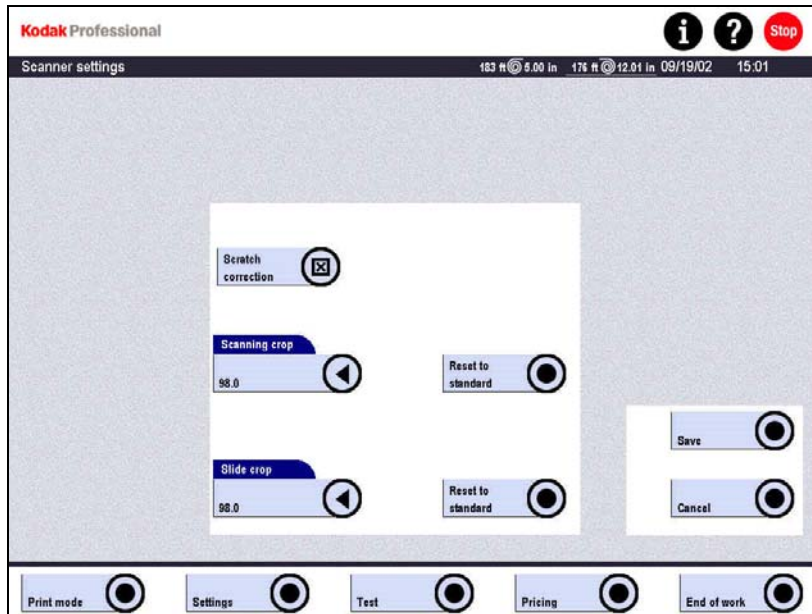 Kodak Professional
i ? Stop
Scanner settings 183 ft 5.00 in 176 ft 12.01 in 09/19/02 15:01
Scratch
correction
Scanning crop
98.0
Reset to
standard
Slide crop
98.0
Reset to
standard
Save
Cancel
Print mode Settings Test Pricing End of work